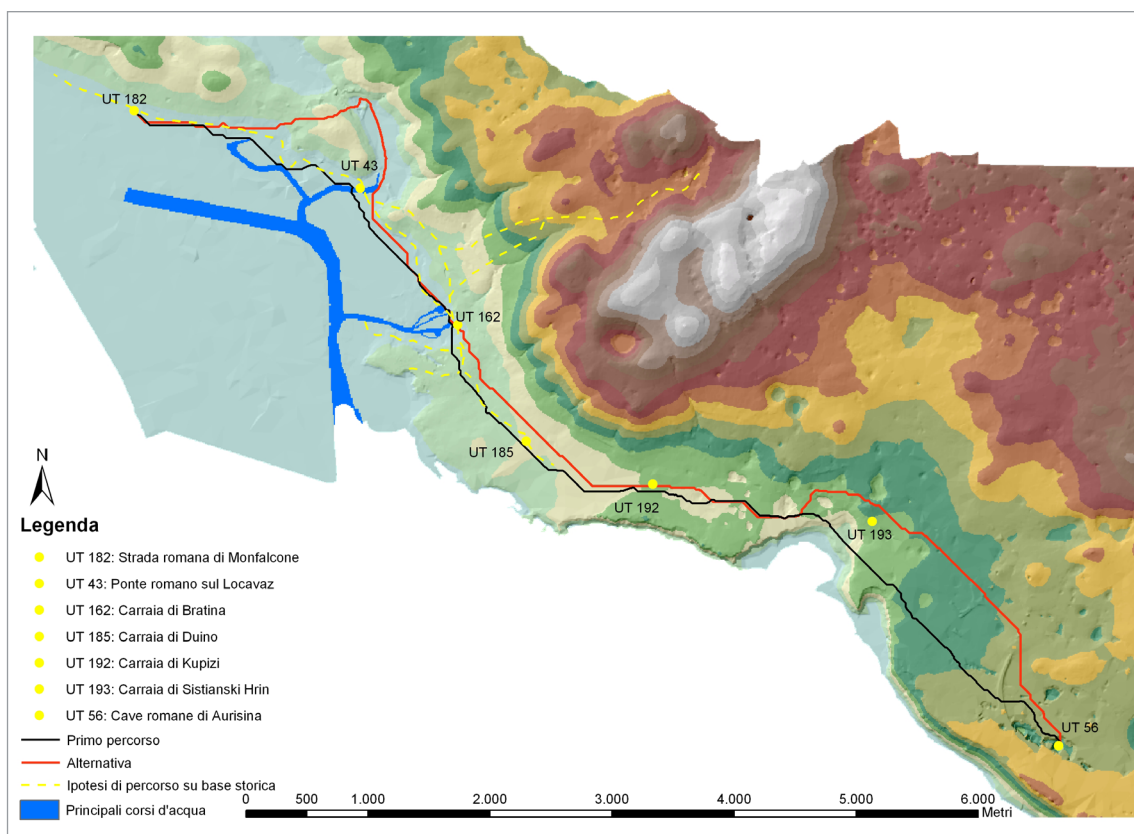 UT 182
UT 43
UT 162
UT 185
UT 192
UT 193
UT 56
N
Legenda
UT 182: Strada romana di Monfalcone
UT 43: Ponte romano sul Locavaz
UT 162: Carraia di Bratina
UT 185: Carraia di Duino
UT 192: Carraia di Kupizi
UT 193: Carraia di Sistianski Hrin
UT 56: Cave romane di Aurisina
Primo percorso
Alternativa
Ipotesi di percorso su base storica
Principali corsi d'acqua
0 500 1.000 2.000 3.000 4.000 5.000 6.000
Metri